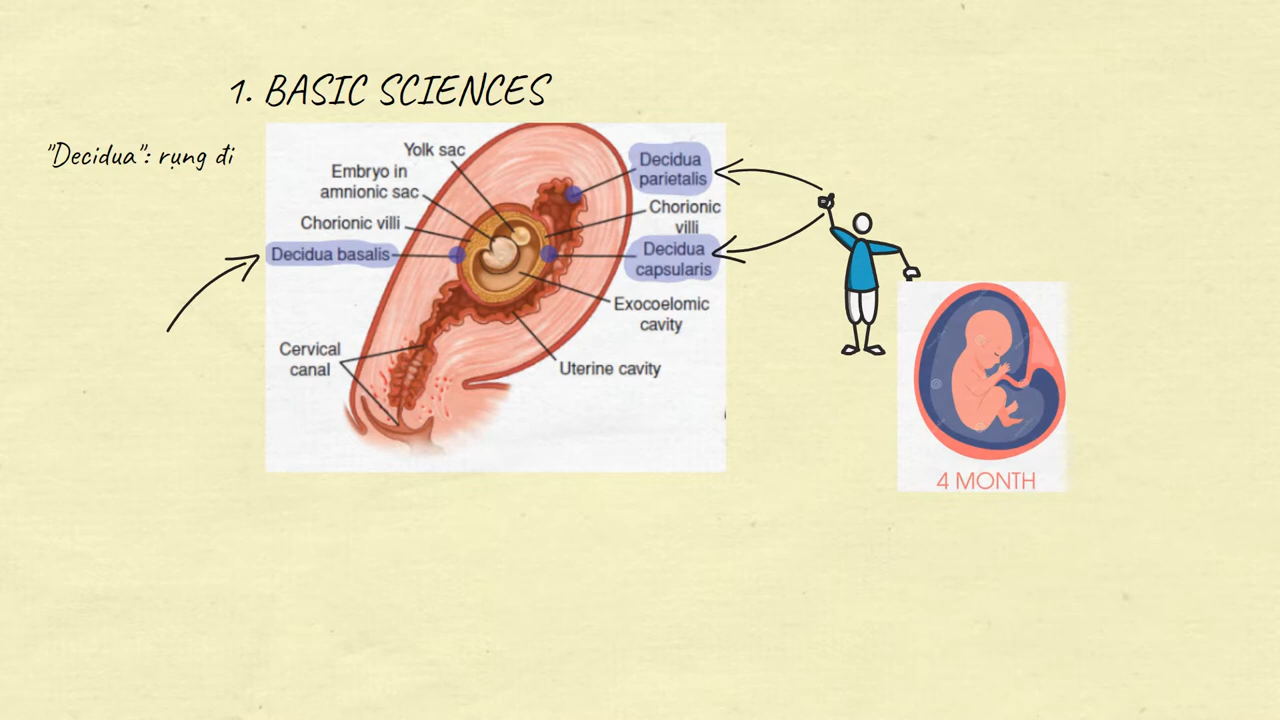 1. BASIC SCIENCES
"Decidua": rụng đi
Yolk sac
Embryo in
amnionic sac
Chorionic villi
Decidua basalis
Cervical
canal
Decidua
parietalis
Chorionic
villi
Decidua
capsularis
Exocoelomic
cavity
Uterine cavity
4 MONTH